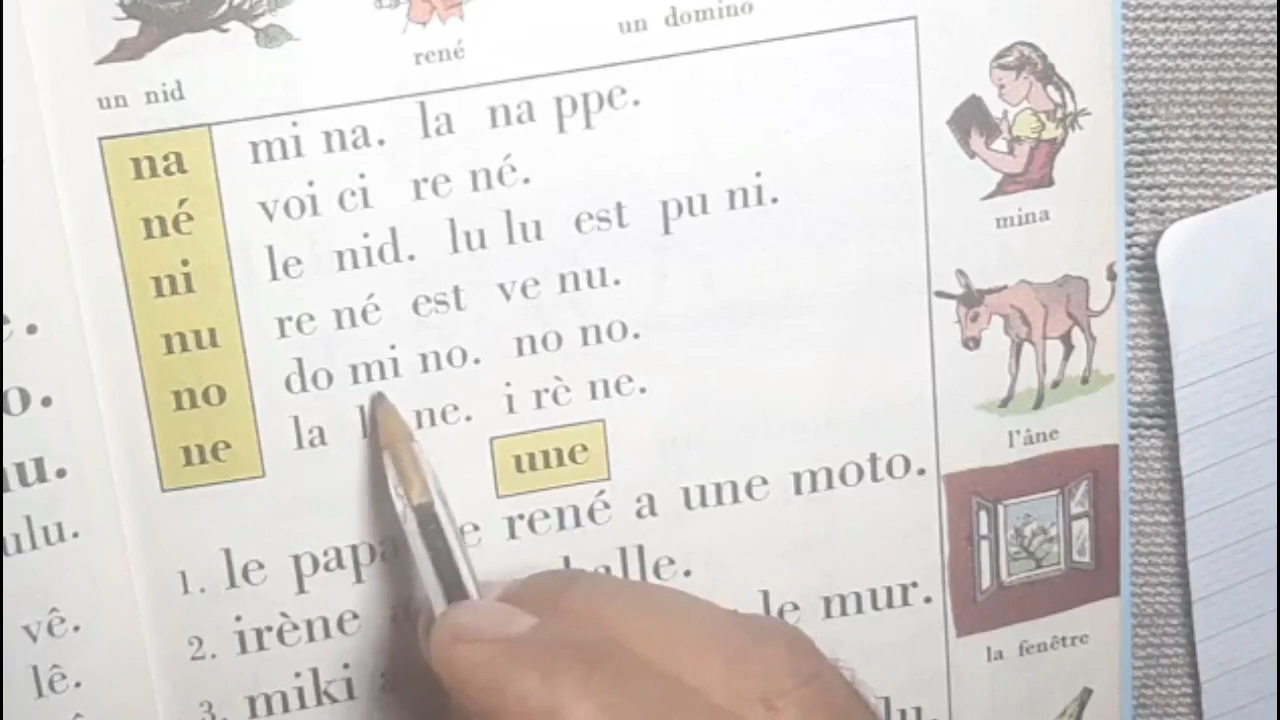 un nid
rené
un domino
na
né
ni
nu
no
ne
mi na. la na ppe.
voi ci re né.
le nid. lu lu est pu ni.
re né est ve nu.
do mi no. no no.
la ne. i rè ne.
une
1. le papa rené a une moto.
2. irène balle.
3. miki le mur.
mina
l'âne
la fenêtre
o.
ulu.
vê.
lê.